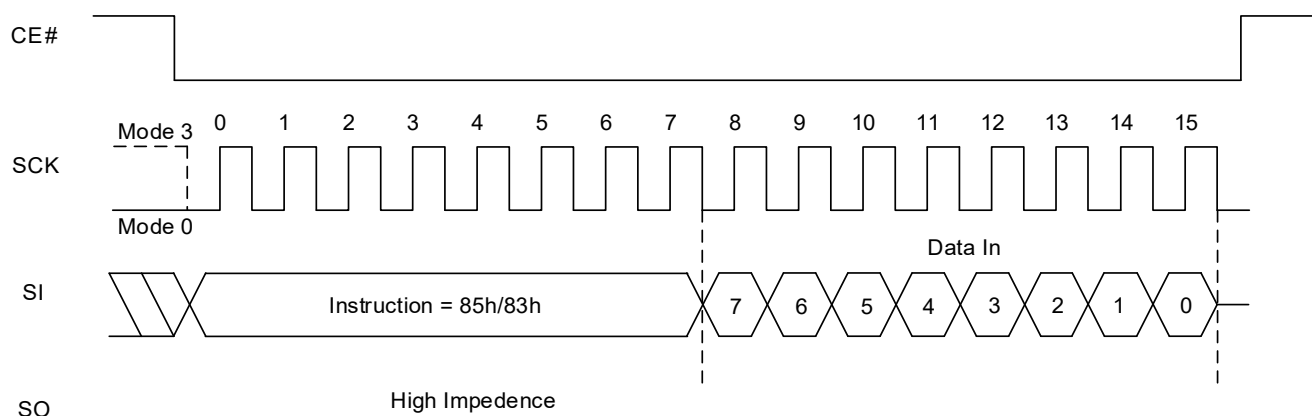 CE#
Mode 3 0 1 2 3 4 5 6 7 8 9 10 11 12 13 14 15
SCK
Mode 0
Data In
SI Instruction = 85h/83h 7 6 5 4 3 2 1 0
High Impedence
SO